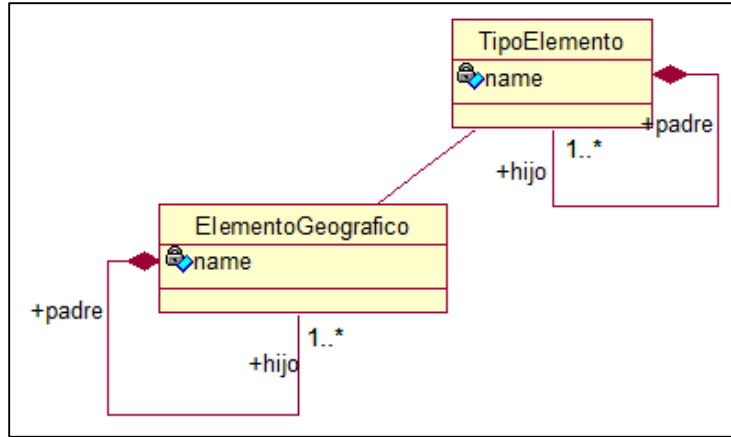 TipoElemento
name
+padre
1..*
+hijo
ElementoGeografico
name
+padre
1..*
+hijo